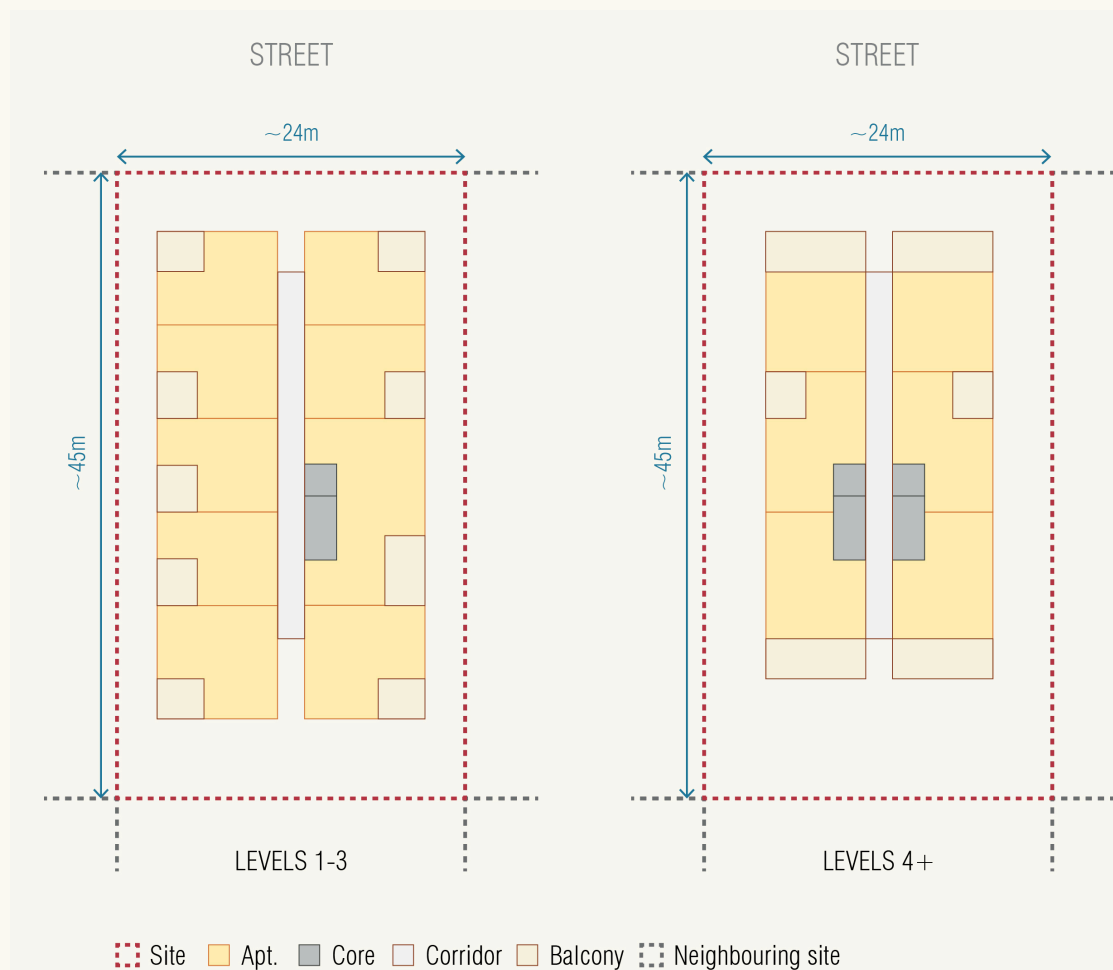 STREET
STREET
~24m
~24m
~45m
~45m
LEVELS 1-3
LEVELS 4+
Site
Apt.
Core
Corridor
Balcony
Neighbouring site